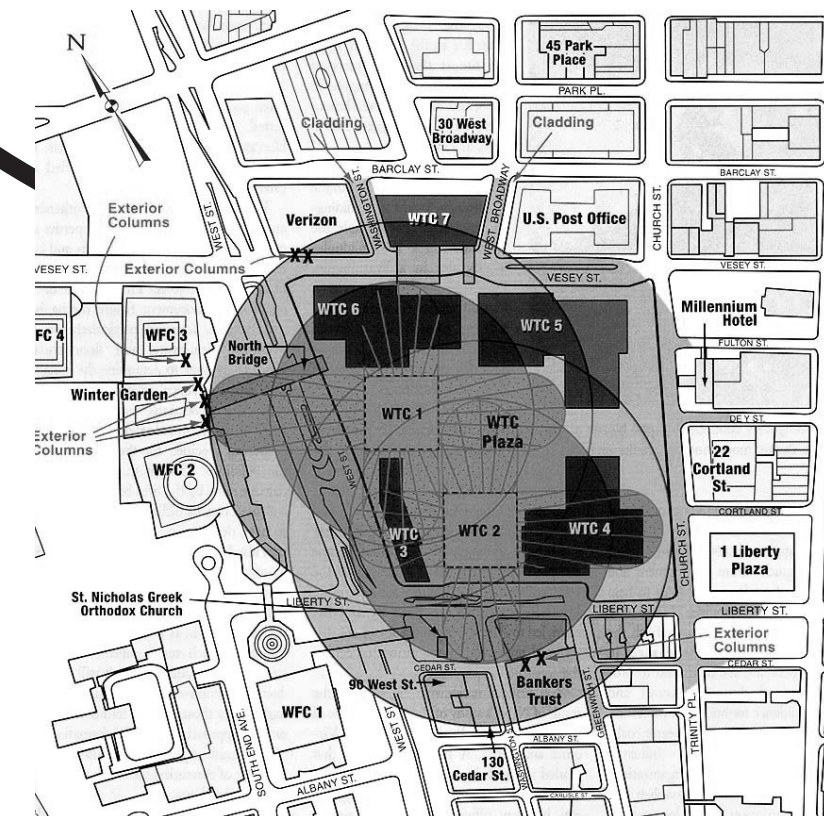 N
45 Park
Place
PARK PL.
Cladding
30 West
Broadway
Cladding
BARCLAY ST.
BARCLAY ST.
Exterior
Columns
WEST ST.
Verizon
WASHINGTON ST.
WTC 7
WEST BROADWAY
U.S. Post Office
CHURCH ST.
VESEY ST.
Exterior Columns
XX
VESEY ST.
VESEY ST.
WTC 6
WTC 5
Millennium
Hotel
FC 4
WFC 3
X
North
Bridge
FULTON ST.
Winter Garden
X
X
X
WTC 1
WTC
Plaza
DEY ST.
Exterior
Columns
WFC 2
WEST ST.
22
Cortland
St.
CORTLAND ST.
WTC
3
WTC 2
WTC 4
CHURCH ST.
1 Liberty
Plaza
St. Nicholas Greek
Orthodox Church
LIBERTY ST.
LIBERTY ST.
LIBERTY ST.
Exterior
Columns
CEDAR ST.
X X
CEDAR ST.
90 West St.
Bankers
Trust
GREENWICH ST.
WFC 1
SOUTH END AVE.
WEST ST.
WASHINGTON ST.
ALBANY ST.
TRINITY PL.
130
Cedar St.
ALBANY ST.
CARLISLE ST.